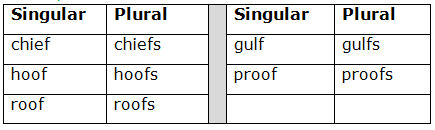 Singular Plural Singular Plural
chief chiefs gulf gulfs
hoof hoofs proof proofs
roof roofs